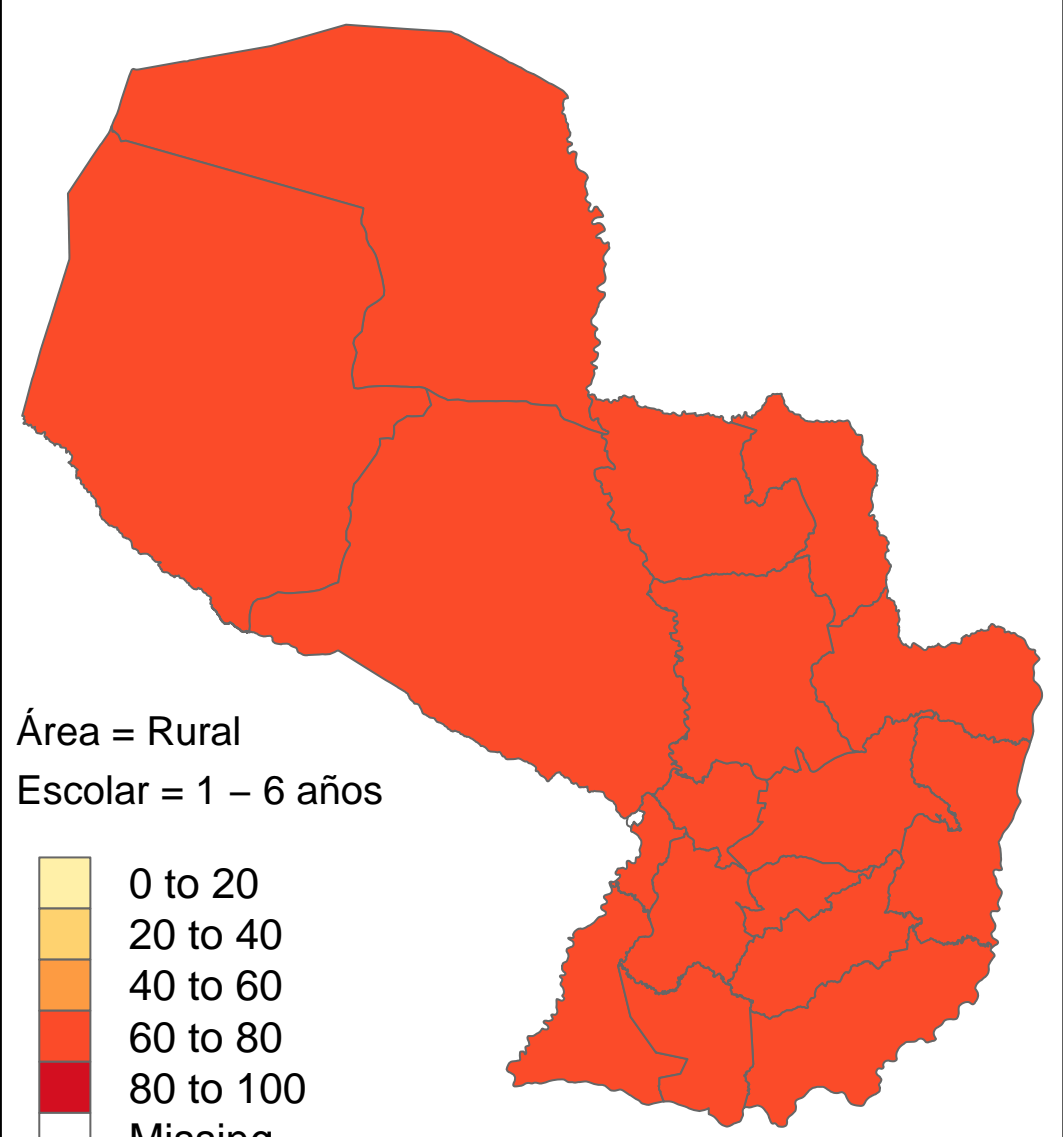 Área = Rural
Escolar = 1 – 6 años
0 to 20
20 to 40
40 to 60
60 to 80
80 to 100
Missing